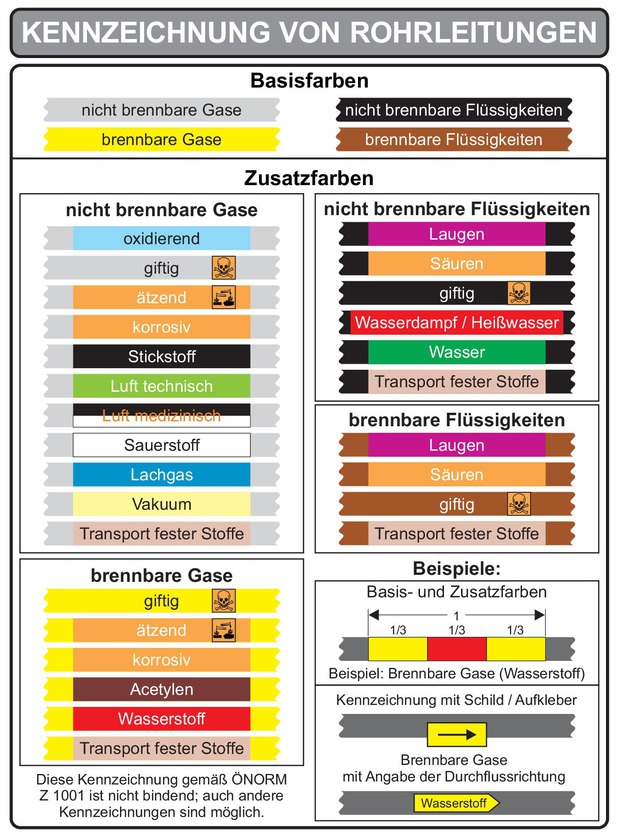 KENNZEICHNUNG VON ROHRLEITUNGEN
Basisfarben
nicht brennbare Gase
brennbare Gase
nicht brennbare Flüssigkeiten
brennbare Flüssigkeiten
Zusatzfarben
nicht brennbare Gase
oxidierend
giftig
ätzend
korrosiv
Stickstoff
Luft technisch
Luft medizinisch
Sauerstoff
Lachgas
Vakuum
Transport fester Stoffe
brennbare Gase
giftig
ätzend
korrosiv
Acetylen
Wasserstoff
Transport fester Stoffe
Diese Kennzeichnung gemäß ÖNORM
Z 1001 ist nicht bindend; auch andere
Kennzeichnungen sind möglich.
nicht brennbare Flüssigkeiten
Laugen
Säuren
giftig
Wasserdampf / Heißwasser
Wasser
Transport fester Stoffe
brennbare Flüssigkeiten
Laugen
Säuren
giftig
Transport fester Stoffe
Beispiele:
Basis- und Zusatzfarben
1
1/3 1/3 1/3
Beispiel: Brennbare Gase (Wasserstoff)
Kennzeichnung mit Schild / Aufkleber
Brennbare Gase
mit Angabe der Durchflussrichtung
Wasserstoff